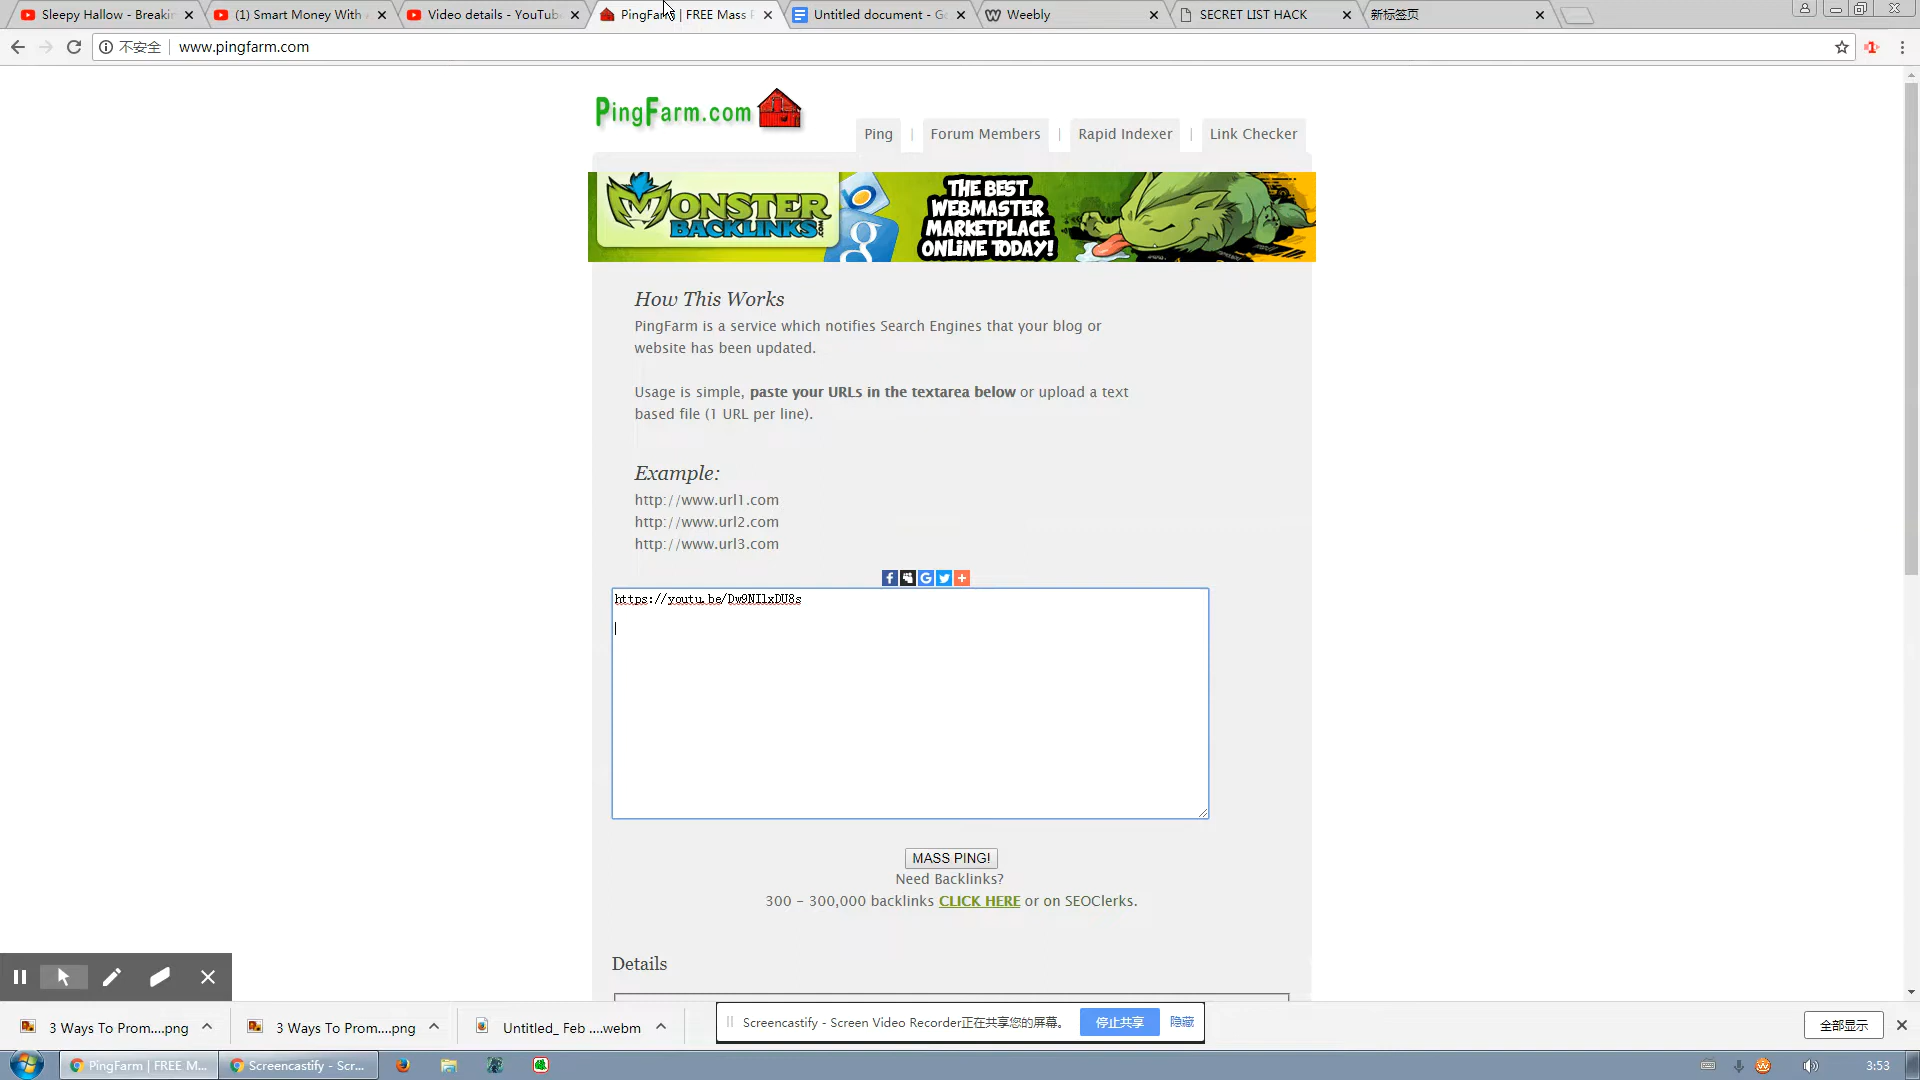 Sleepy Hallow - Breakin
(1) Smart Money With
Video details - YouTub
PingFarm | FREE Mass
Untitled document - Go
Weebly
SECRET LIST HACK
新标签页
不安全
www.pingfarm.com
PingFarm.com
Ping | Forum Members | Rapid Indexer | Link Checker
MONSTER
BACKLINKS.COM
THE BEST
WEBMASTER
MARKETPLACE
ONLINE TODAY!
How This Works
PingFarm is a service which notifies Search Engines that your blog or
website has been updated.
Usage is simple, paste your URLs in the textarea below or upload a text
based file (1 URL per line).
Example:
http://www.url1.com
http://www.url2.com
http://www.url3.com
https://youtu.be/Dw9NIlxDU8s
MASS PING!
Need Backlinks?
300 - 300,000 backlinks CLICK HERE or on SEOClerks.
Details
3 Ways To Prom....png
3 Ways To Prom....png
Untitled_ Feb ....webm
Screencastify - Screen Video Recorder正在共享您的屏幕。
停止共享
隐藏
全部显示
PingFarm | FREE M...
Screencastify - Scr...
3:53